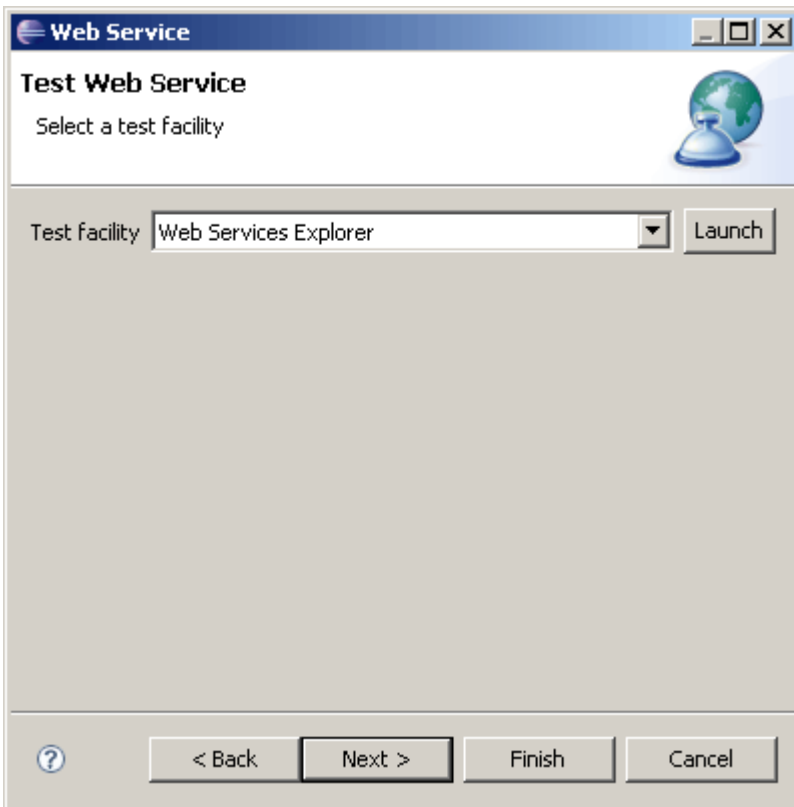 Web Service
Test Web Service
Select a test facility
Test facility Web Services Explorer Launch
? < Back Next > Finish Cancel